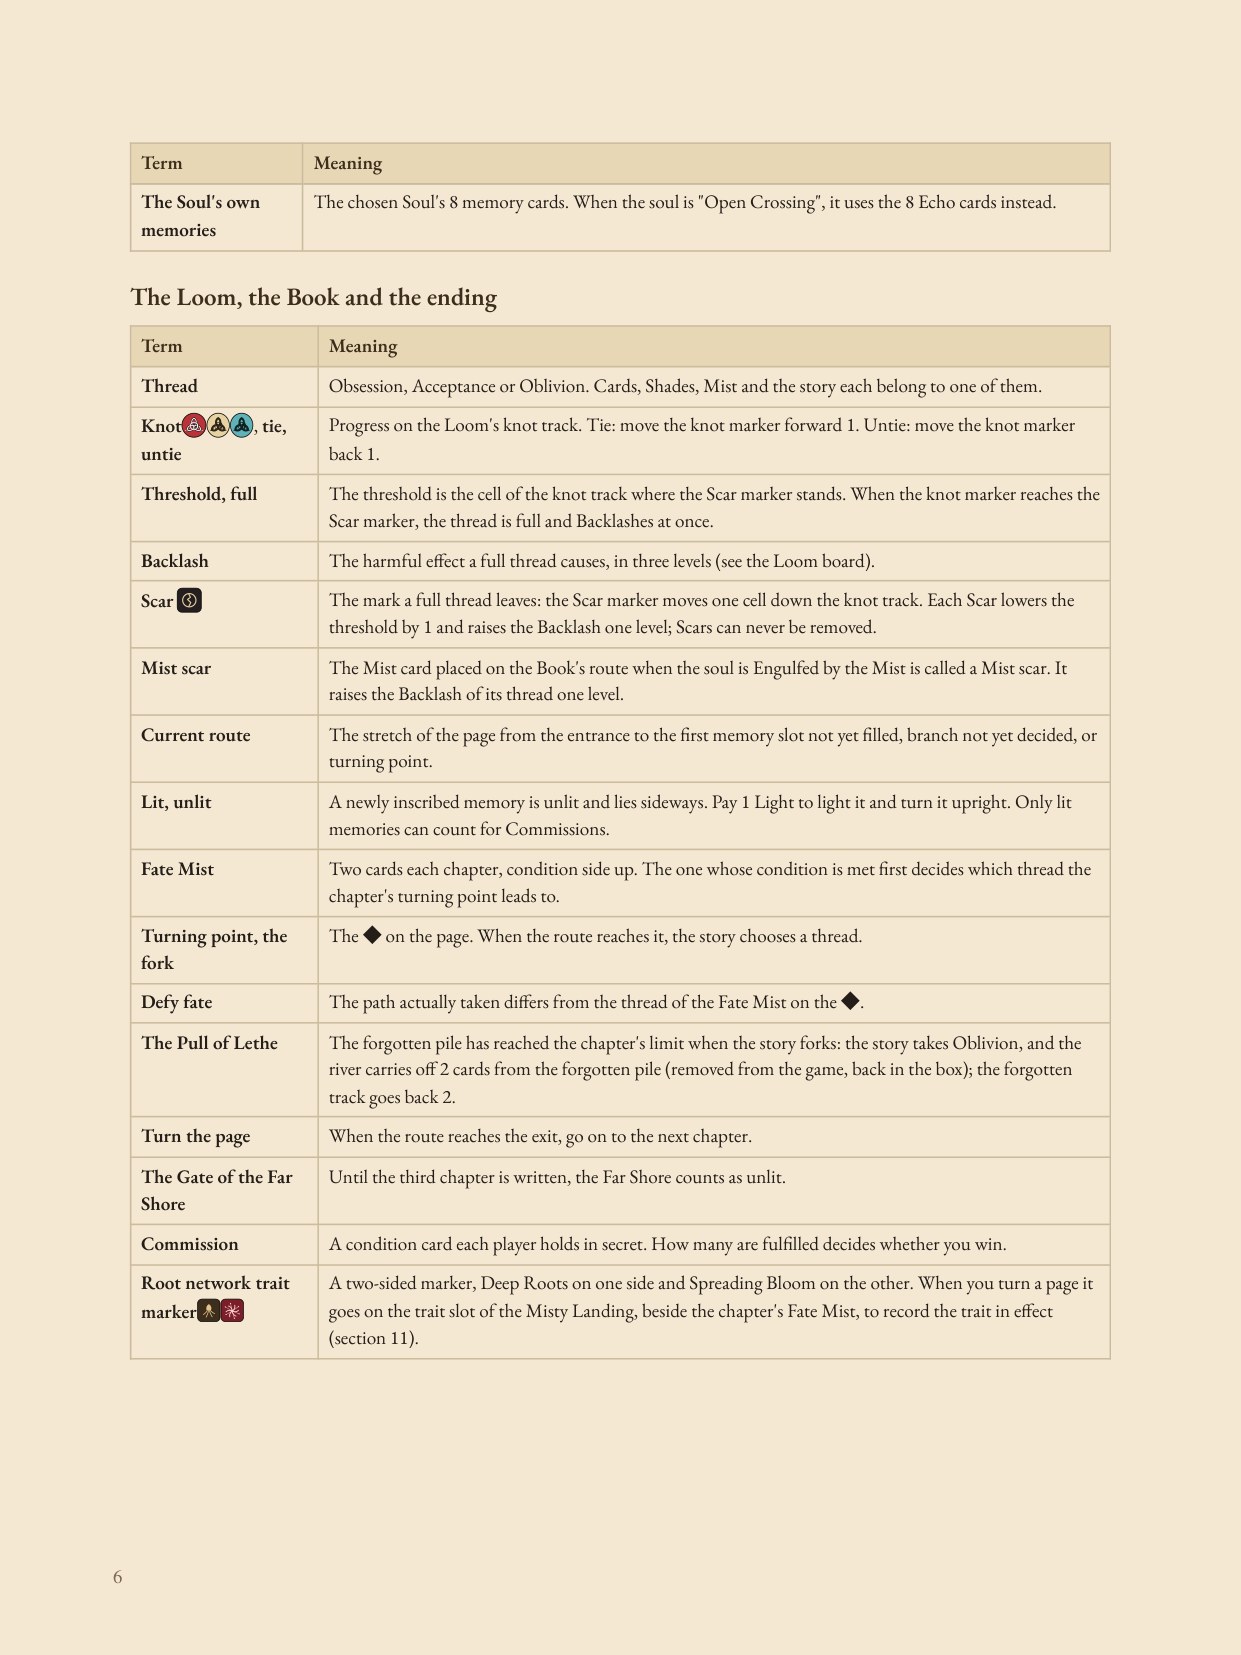 Term Meaning
The Soul's own The chosen Soul's 8 memory cards. When the soul is "Open Crossing", it uses the 8 Echo cards instead.
memories
The Loom, the Book and the ending
Term Meaning
Thread Obsession, Acceptance or Oblivion. Cards, Shades, Mist and the story each belong to one of them.
Knot, tie, Progress on the Loom's knot track. Tie: move the knot marker forward 1. Untie: move the knot marker
untie back 1.
Threshold, full The threshold is the cell of the knot track where the Scar marker stands. When the knot marker reaches the
Scar marker, the thread is full and Backlashes at once.
Backlash The harmful effect a full thread causes, in three levels (see the Loom board).
Scar The mark a full thread leaves: the Scar marker moves one cell down the knot track. Each Scar lowers the
threshold by 1 and raises the Backlash one level; Scars can never be removed.
Mist scar The Mist card placed on the Book's route when the soul is Engulfed by the Mist is called a Mist scar. It
raises the Backlash of its thread one level.
Current route The stretch of the page from the entrance to the first memory slot not yet filled, branch not yet decided, or
turning point.
Lit, unlit A newly inscribed memory is unlit and lies sideways. Pay 1 Light to light it and turn it upright. Only lit
memories can count for Commissions.
Fate Mist Two cards each chapter, condition side up. The one whose condition is met first decides which thread the
chapter's turning point leads to.
Turning point, the The ◆ on the page. When the route reaches it, the story chooses a thread.
fork
Defy fate The path actually taken differs from the thread of the Fate Mist on the ◆.
The Pull of Lethe The forgotten pile has reached the chapter's limit when the story forks: the story takes Oblivion, and the
river carries off 2 cards from the forgotten pile (removed from the game, back in the box); the forgotten
track goes back 2.
Turn the page When the route reaches the exit, go on to the next chapter.
The Gate of the Far Until the third chapter is written, the Far Shore counts as unlit.
Shore
Commission A condition card each player holds in secret. How many are fulfilled decides whether you win.
Root network trait A two-sided marker, Deep Roots on one side and Spreading Bloom on the other. When you turn a page it
marker goes on the trait slot of the Misty Landing, beside the chapter's Fate Mist, to record the trait in effect
(section 11).
6